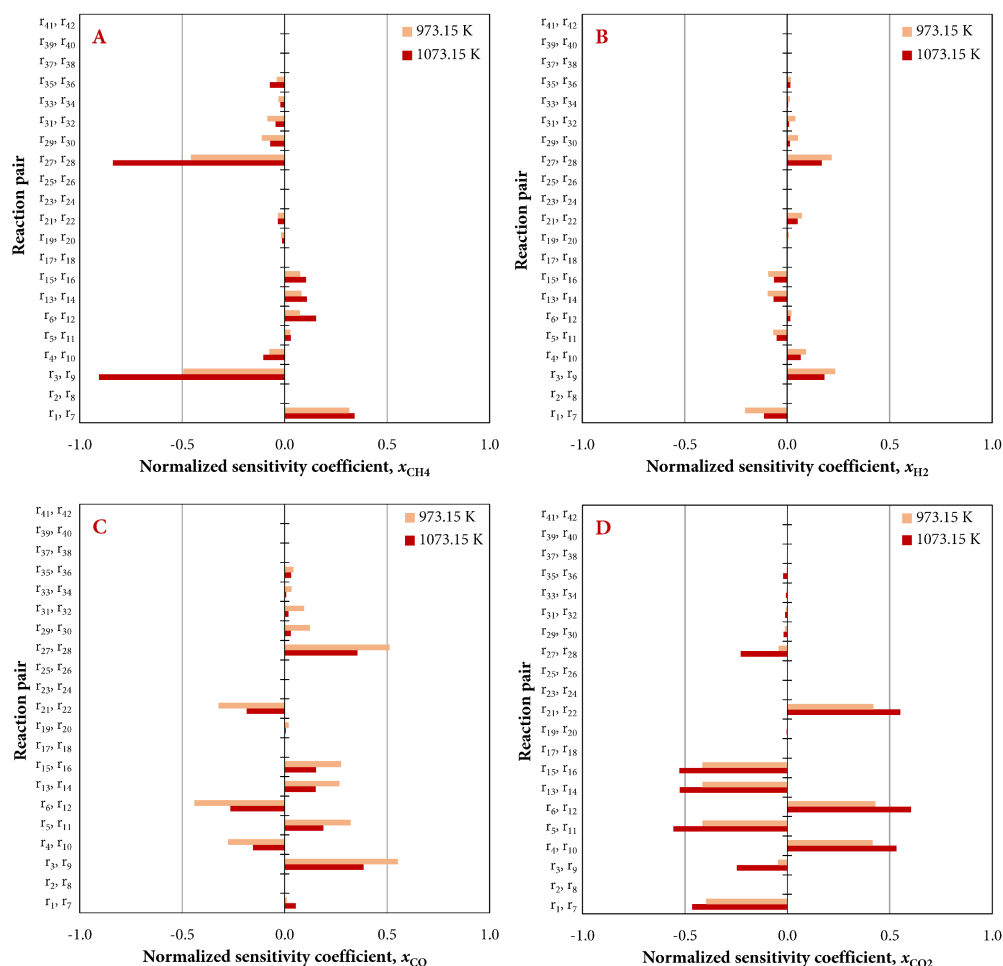 A
973.15 K
1073.15 K
Reaction pair
r41, r42
r39, r40
r37, r38
r35, r36
r33, r34
r31, r32
r29, r30
r27, r28
r25, r26
r23, r24
r21, r22
r19, r20
r17, r18
r15, r16
r13, r14
r6, r12
r5, r11
r4, r10
r3, r9
r2, r8
r1, r7
-1.0 -0.5 0.0 0.5 1.0
Normalized sensitivity coefficient, xCH4
B
973.15 K
1073.15 K
Reaction pair
r41, r42
r39, r40
r37, r38
r35, r36
r33, r34
r31, r32
r29, r30
r27, r28
r25, r26
r23, r24
r21, r22
r19, r20
r17, r18
r15, r16
r13, r14
r6, r12
r5, r11
r4, r10
r3, r9
r2, r8
r1, r7
-1.0 -0.5 0.0 0.5 1.0
Normalized sensitivity coefficient, xH2
C
973.15 K
1073.15 K
Reaction pair
r41, r42
r39, r40
r37, r38
r35, r36
r33, r34
r31, r32
r29, r30
r27, r28
r25, r26
r23, r24
r21, r22
r19, r20
r17, r18
r15, r16
r13, r14
r6, r12
r5, r11
r4, r10
r3, r9
r2, r8
r1, r7
-1.0 -0.5 0.0 0.5 1.0
Normalized sensitivity coefficient, xCO
D
973.15 K
1073.15 K
Reaction pair
r41, r42
r39, r40
r37, r38
r35, r36
r33, r34
r31, r32
r29, r30
r27, r28
r25, r26
r23, r24
r21, r22
r19, r20
r17, r18
r15, r16
r13, r14
r6, r12
r5, r11
r4, r10
r3, r9
r2, r8
r1, r7
-1.0 -0.5 0.0 0.5 1.0
Normalized sensitivity coefficient, xCO2